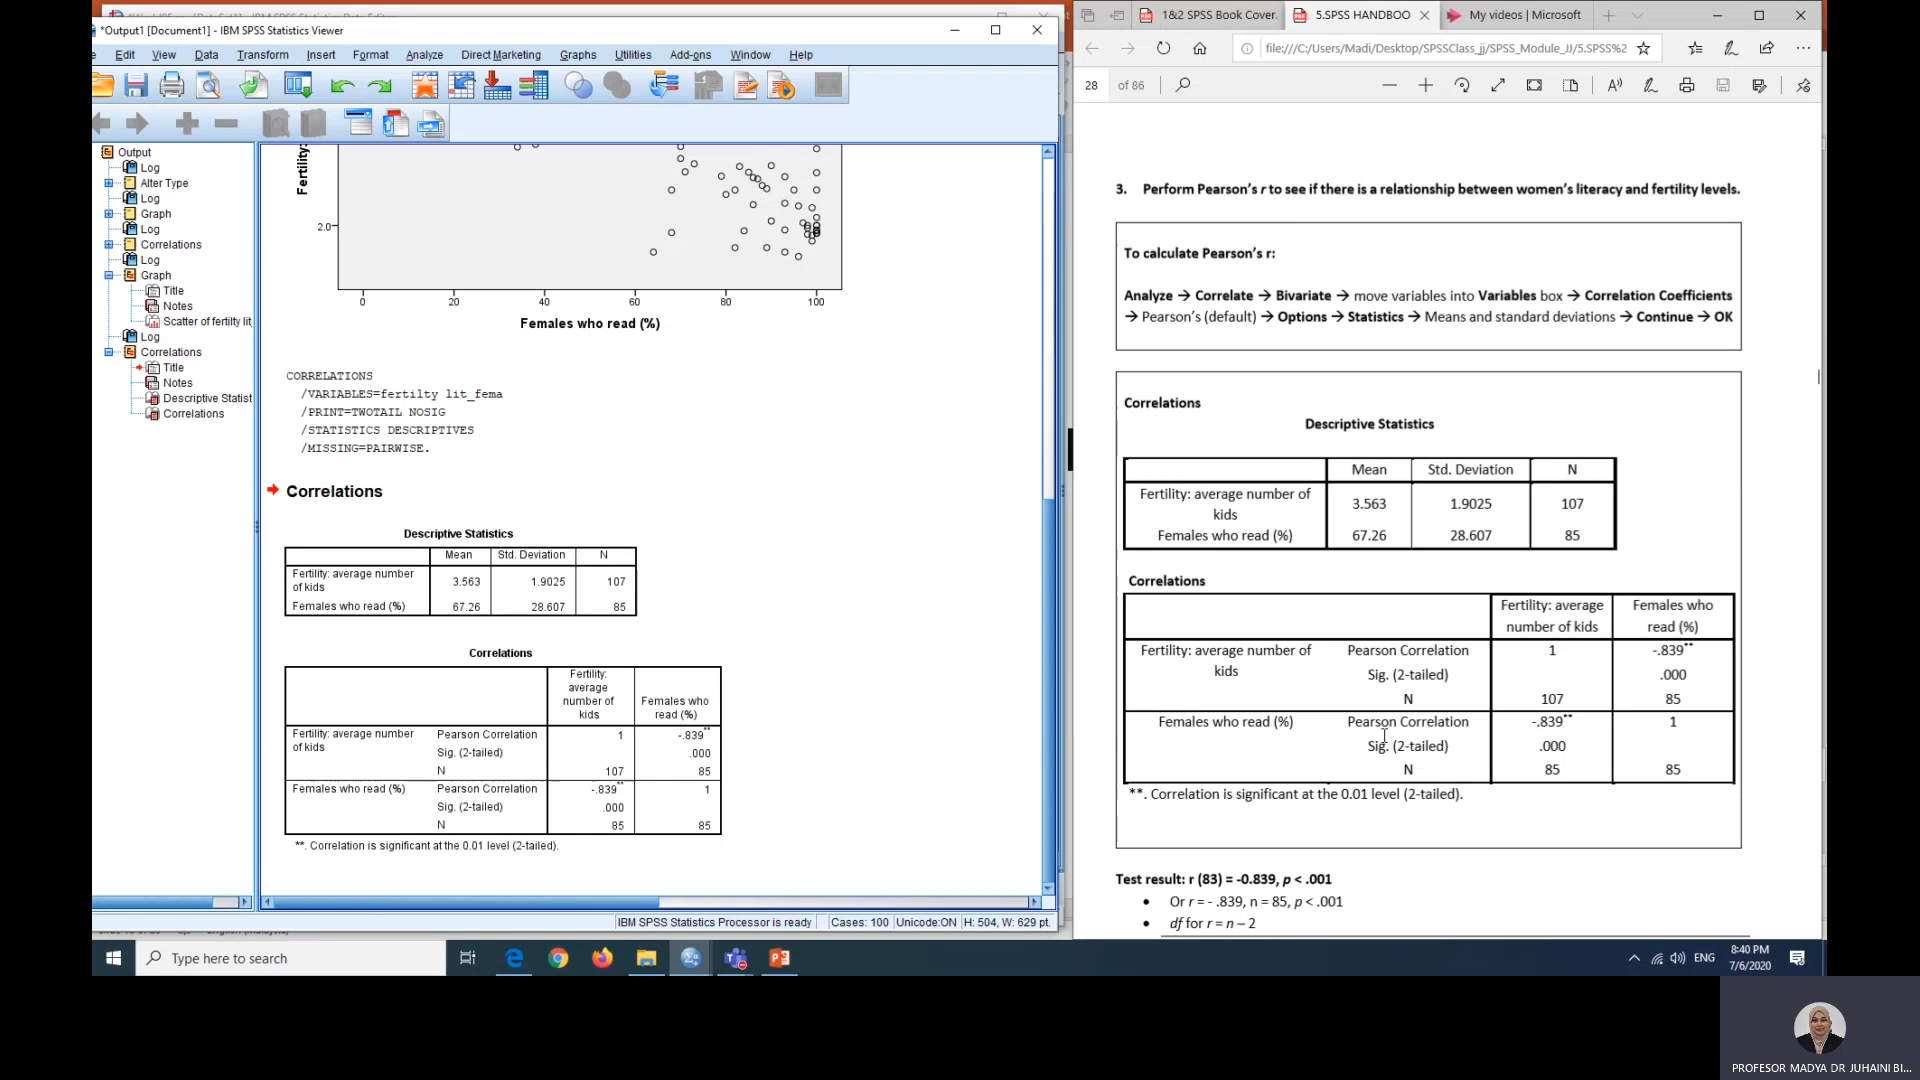 *Output1 [Document1] - IBM SPSS Statistics Viewer
Edit View Data Transform Insert Format Analyze Direct Marketing Graphs Utilities Add-ons Window Help
Output
Log
Alter Type
Log
Graph
Log
Correlations
Log
Graph
Title
Notes
Scatter of fertilty lit
Log
Correlations
Title
Notes
Descriptive Statist
Correlations
Fertility:
2.0
0 20 40 60 80 100
Females who read (%)
CORRELATIONS
/VARIABLES=fertilty lit_fema
/PRINT=TWOTAIL NOSIG
/STATISTICS DESCRIPTIVES
/MISSING=PAIRWISE.
Correlations
Descriptive Statistics
Mean Std. Deviation N
Fertility: average number of kids 3.563 1.9025 107
Females who read (%) 67.26 28.607 85
Correlations
Fertility: average number of kids Females who read (%)
Fertility: average number of kids Pearson Correlation 1 -.839**
Sig. (2-tailed) .000
N 107 85
Females who read (%) Pearson Correlation -.839** 1
Sig. (2-tailed) .000
N 85 85
**. Correlation is significant at the 0.01 level (2-tailed).
IBM SPSS Statistics Processor is ready Cases: 100 Unicode:ON H: 504, W: 629 pt.
1&2 SPSS Book Cover. 5.SPSS HANDBOO My videos | Microsoft
file:///C:/Users/Madi/Desktop/SPSSClass_jj/SPSS_Module_JJ/5.SPSS%2
28 of 86
3. Perform Pearson's r to see if there is a relationship between women's literacy and fertility levels.
To calculate Pearson's r:
Analyze → Correlate → Bivariate → move variables into Variables box → Correlation Coefficients
→ Pearson's (default) → Options → Statistics → Means and standard deviations → Continue → OK
Correlations
Descriptive Statistics
Mean Std. Deviation N
Fertility: average number of kids 3.563 1.9025 107
Females who read (%) 67.26 28.607 85
Correlations
Fertility: average number of kids Females who read (%)
Fertility: average number of kids Pearson Correlation 1 -.839**
Sig. (2-tailed) .000
N 107 85
Females who read (%) Pearson Correlation -.839** 1
Sig. (2-tailed) .000
N 85 85
**. Correlation is significant at the 0.01 level (2-tailed).
Test result: r (83) = -0.839, p < .001
• Or r = - .839, n = 85, p < .001
• df for r = n – 2
Type here to search
ENG
8:40 PM
7/6/2020
PROFESOR MADYA DR JUHAINI BI...